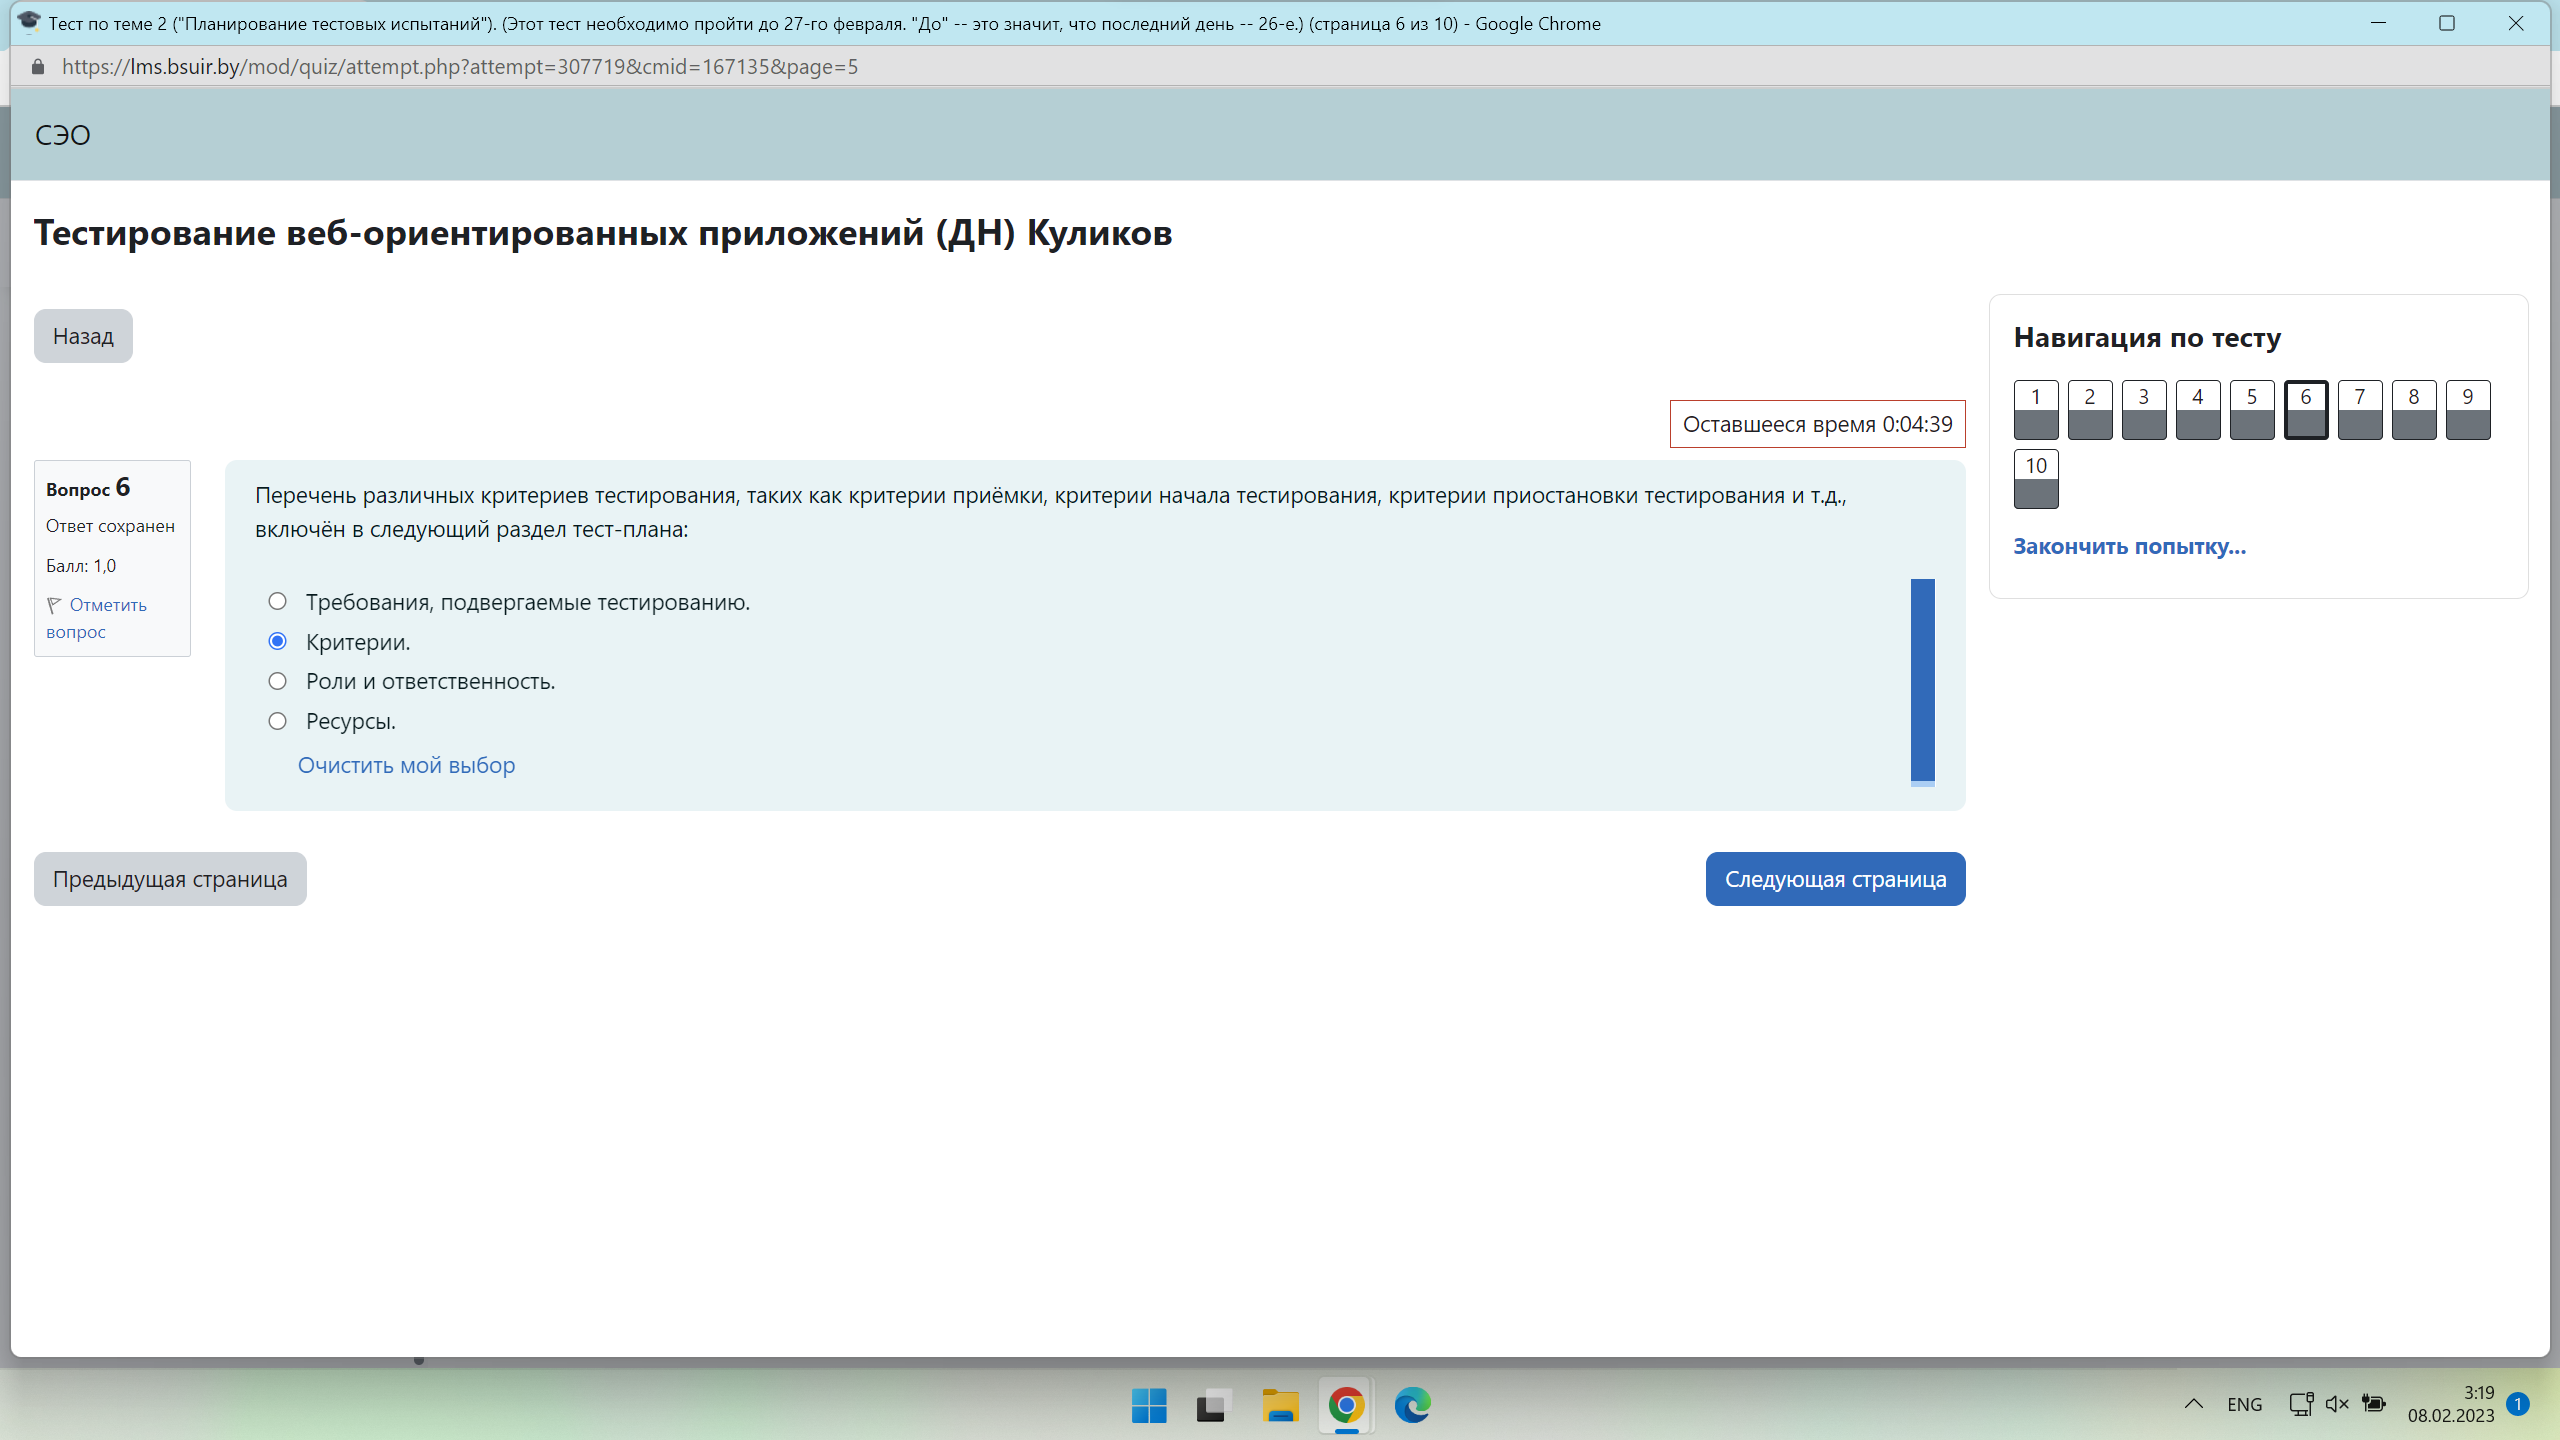 Тест по теме 2 ("Планирование тестовых испытаний"). (Этот тест необходимо пройти до 27-го февраля. "До" -- это значит, что последний день -- 26-е.) (страница 6 из 10) - Google Chrome
https://lms.bsuir.by/mod/quiz/attempt.php?attempt=307719&cmid=167135&page=5
СЭО
Тестирование веб-ориентированных приложений (ДН) Куликов
Назад
Оставшееся время 0:04:39
Вопрос 6
Ответ сохранен
Балл: 1,0
Отметить
вопрос
Перечень различных критериев тестирования, таких как критерии приёмки, критерии начала тестирования, критерии приостановки тестирования и т.д.,
включён в следующий раздел тест-плана:
Требования, подвергаемые тестированию.
Критерии.
Роли и ответственность.
Ресурсы.
Очистить мой выбор
Предыдущая страница
Следующая страница
Навигация по тесту
1 2 3 4 5 6 7 8 9
10
Закончить попытку...
ENG
3:19
08.02.2023
1